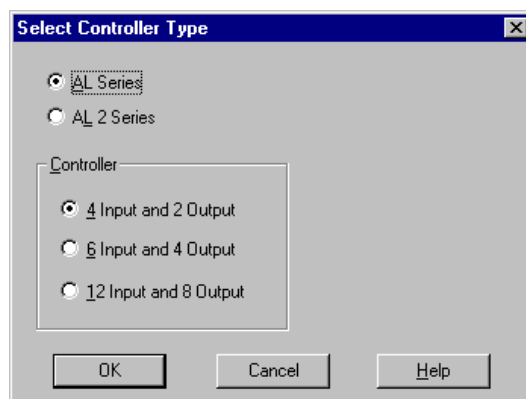 Select Controller Type
AL Series
AL 2 Series
Controller
4 Input and 2 Output
6 Input and 4 Output
12 Input and 8 Output
OK
Cancel
Help